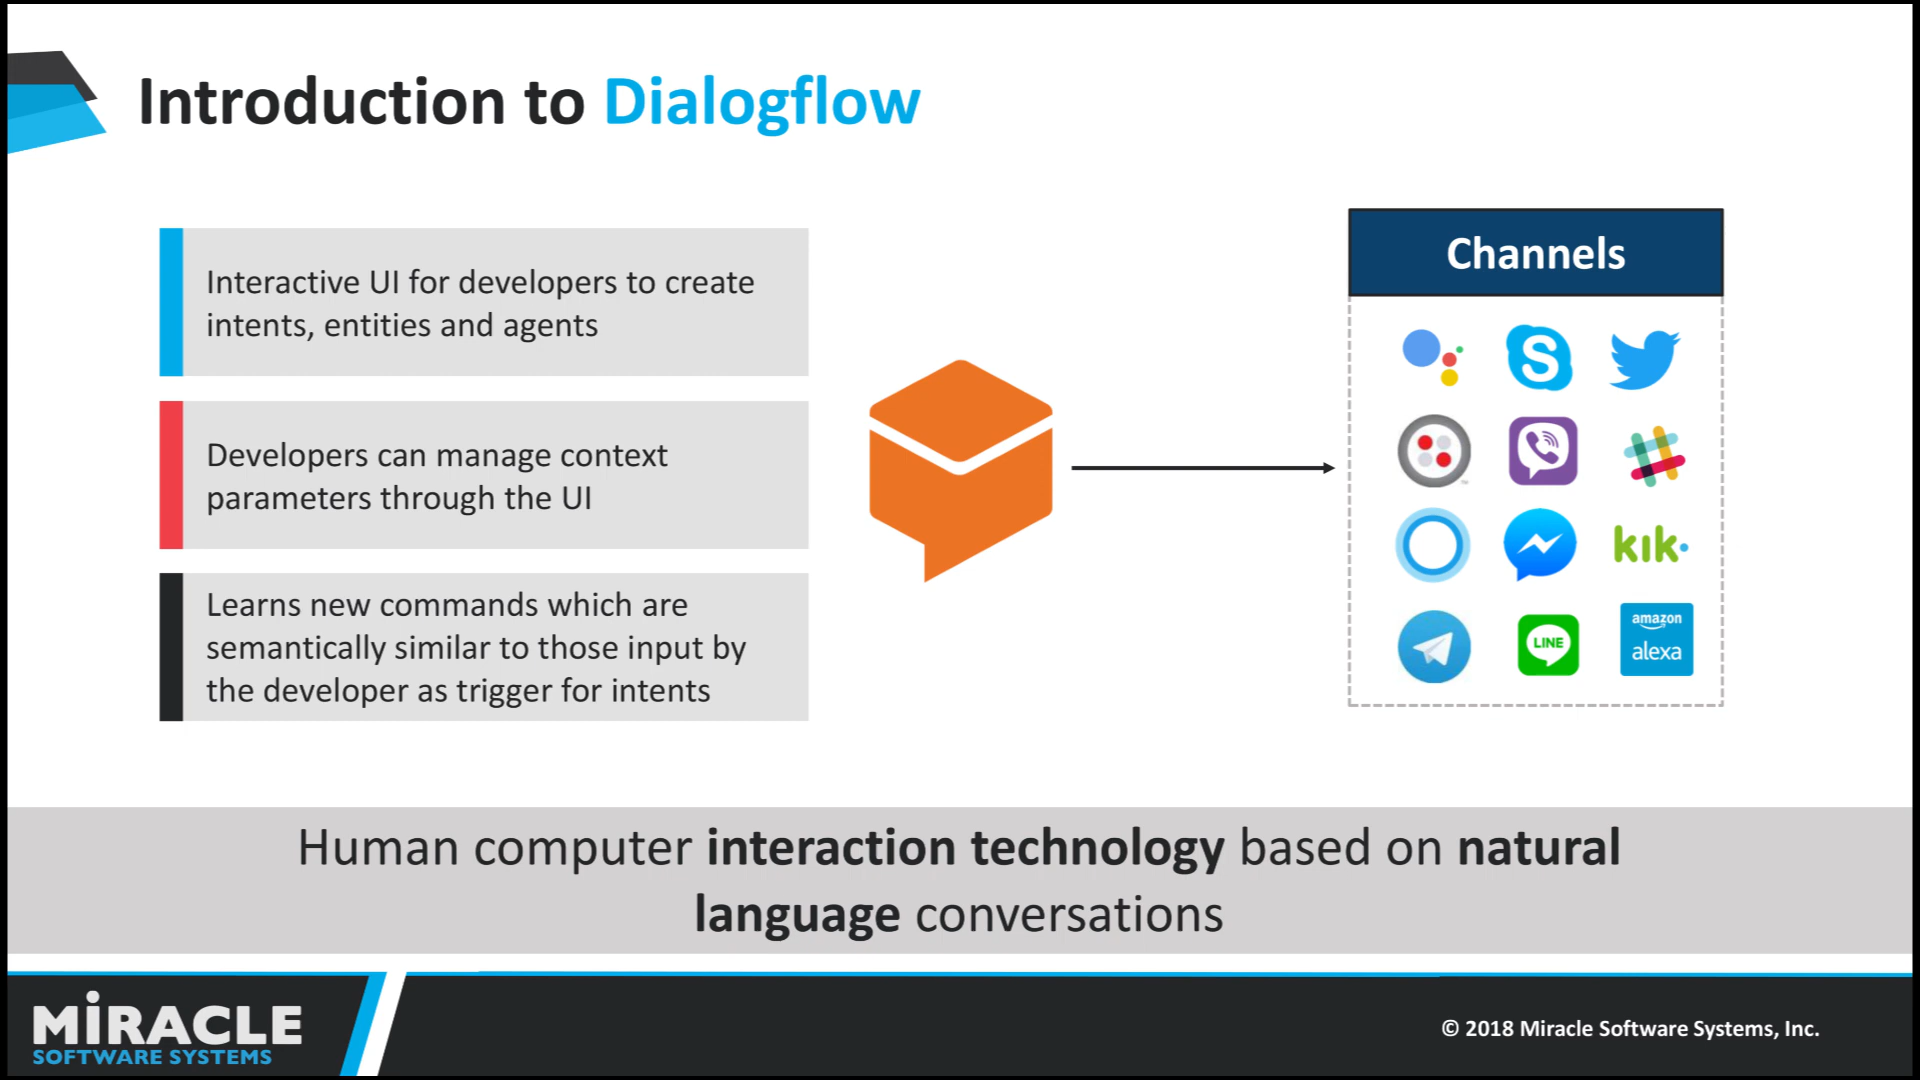 Introduction to Dialogflow
Interactive UI for developers to create
intents, entities and agents
Developers can manage context
parameters through the UI
Learns new commands which are
semantically similar to those input by
the developer as trigger for intents
Channels
S
kik.
LINE
amazon
alexa
Human computer interaction technology based on natural
language conversations
MiRACLE
SOFTWARE SYSTEMS
© 2018 Miracle Software Systems, Inc.